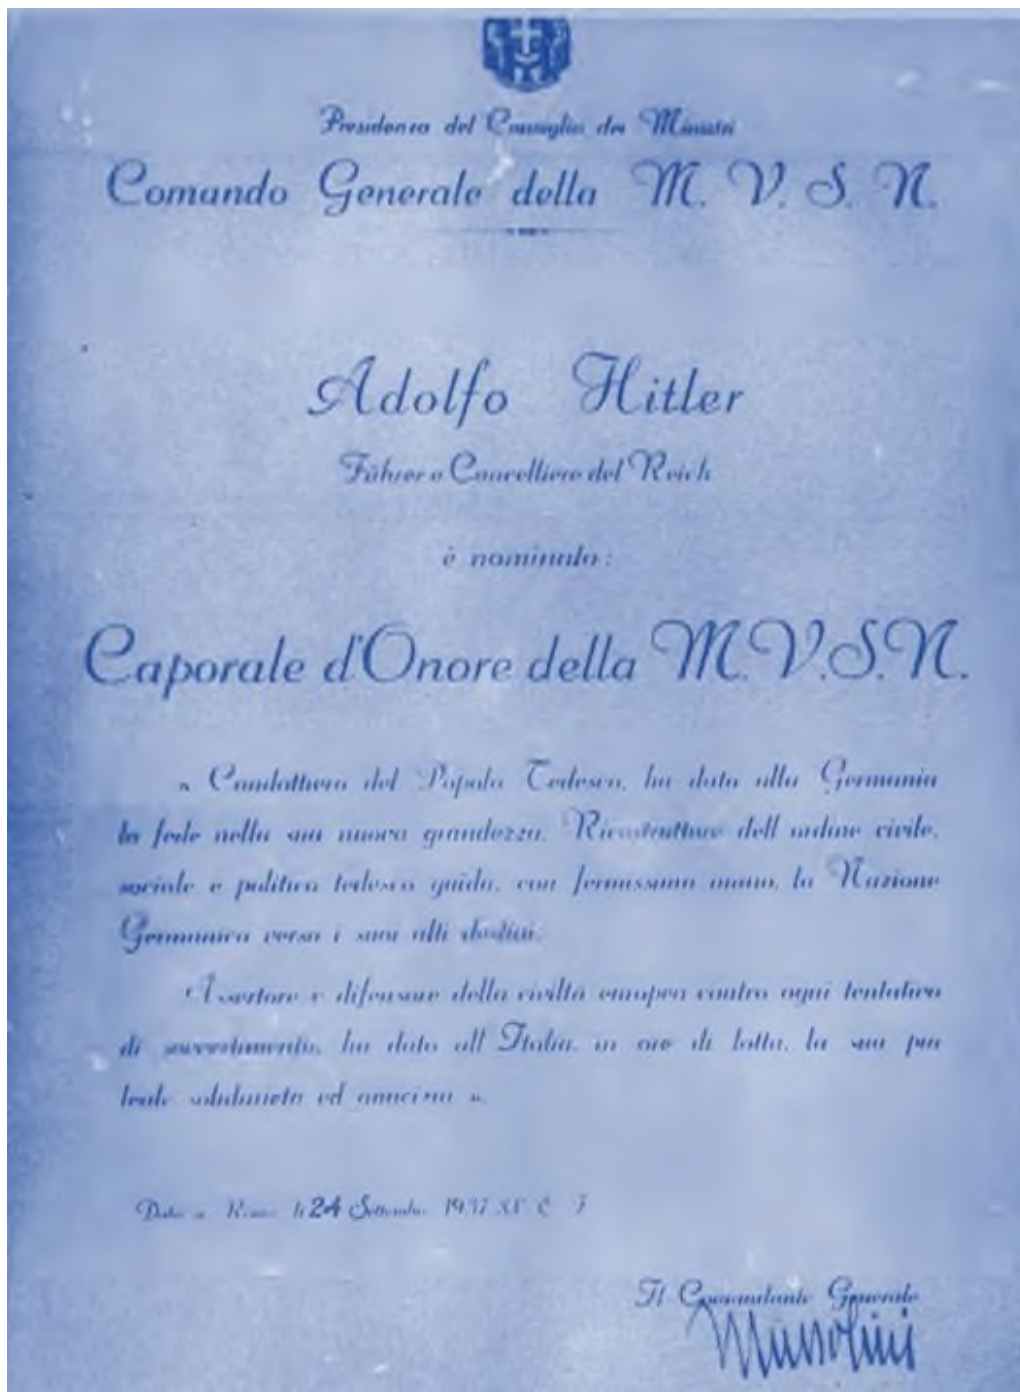 Presidenza del Consiglio dei Ministri
Comando Generale della M. V. S. N.
Adolfo Hitler
Führer e Cancelliere del Reich
è nominato:
Caporale d'Onore della M.V.S.N.
« Condottiero del Popolo Tedesco, ha dato alla Germania
la fede nella sua nuova grandezza. Ricostruttore dell'ordine civile,
sociale e politico tedesco guida, con fermissima mano, la Nazione
Germanica verso i suoi alti destini.
Assertore e difensore della civiltà europea contro ogni tentativo
di sovvertimento, ha dato all'Italia, in ore di lotta, la sua più
leale solidarietà ed amicizia ».
Dato a Roma li 24 Settembre 1937 XV E. F.
Il Comandante Generale
Mussolini